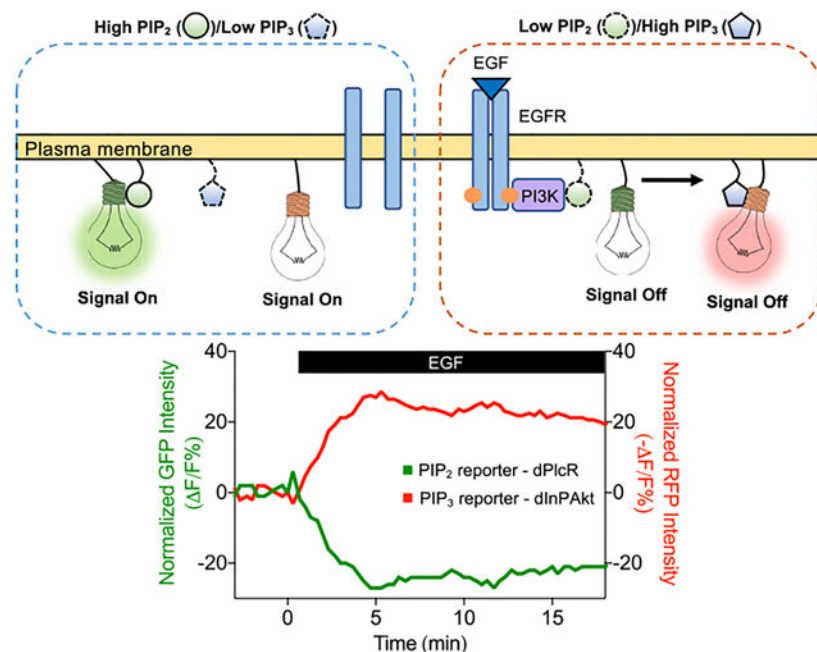 High PIP₂ ( )/Low PIP₃ ( )
Low PIP₂ ( )/High PIP₃ ( )
EGF
EGFR
Plasma membrane
PI3K
Signal On
Signal On
Signal Off
Signal Off
EGF
40
20
0
-20
Normalized GFP Intensity
(ΔF/F%)
PIP₂ reporter - dPlcR
PIP₃ reporter - dInPAkt
40
20
0
-20
Normalized RFP Intensity
(-ΔF/F%)
0
5
10
15
Time (min)